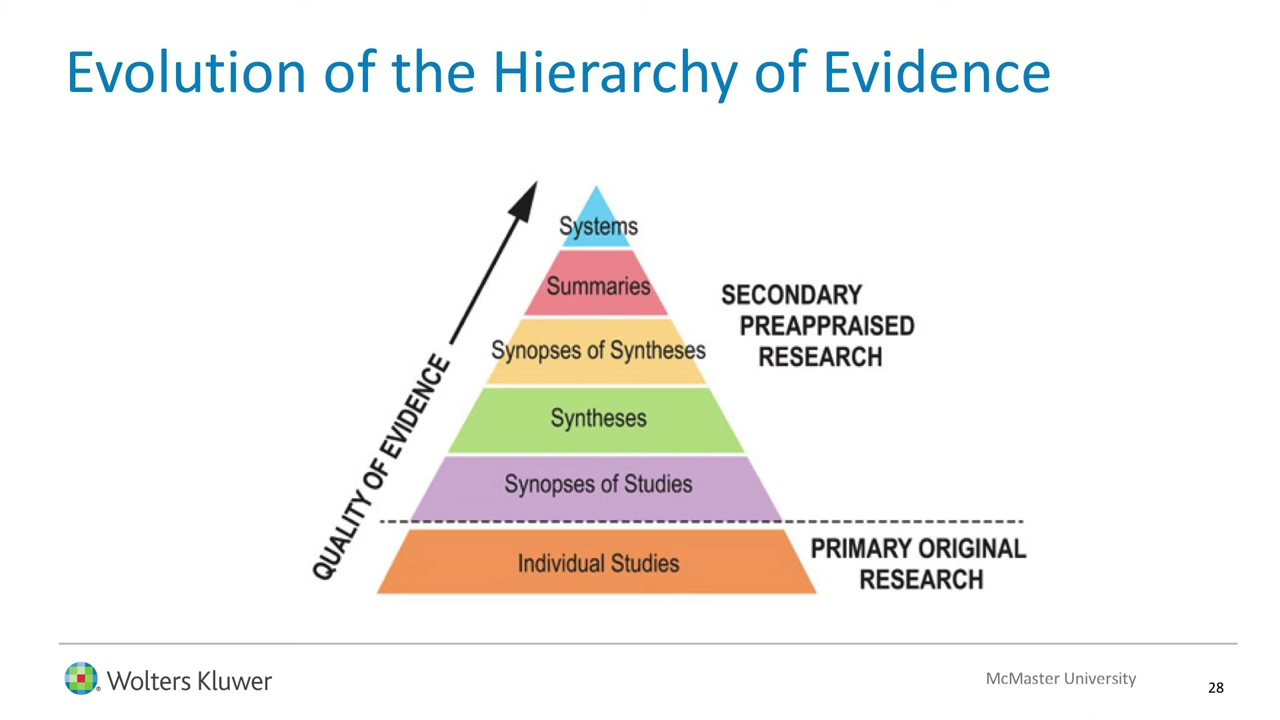 Evolution of the Hierarchy of Evidence
Systems
Summaries
Synopses of Syntheses
Syntheses
Synopses of Studies
Individual Studies
QUALITY OF EVIDENCE
SECONDARY
PREAPPRAISED
RESEARCH
PRIMARY ORIGINAL
RESEARCH
Wolters Kluwer
McMaster University
28